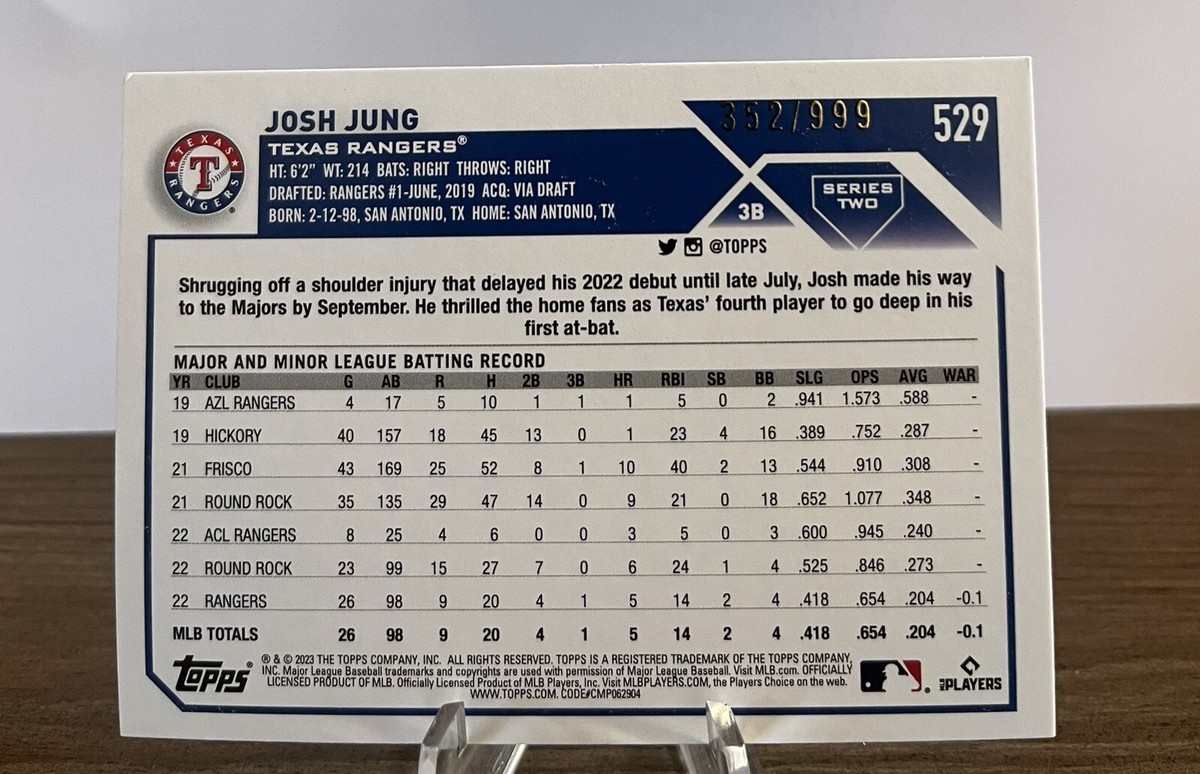 352/999
529
JOSH JUNG
TEXAS RANGERS®
TEXAS RANGERS
T
®
HT: 6'2" WT: 214 BATS: RIGHT THROWS: RIGHT
DRAFTED: RANGERS #1-JUNE, 2019 ACQ: VIA DRAFT
BORN: 2-12-98, SAN ANTONIO, TX HOME: SAN ANTONIO, TX
3B
SERIES
TWO
@TOPPS
Shrugging off a shoulder injury that delayed his 2022 debut until late July, Josh made his way
to the Majors by September. He thrilled the home fans as Texas' fourth player to go deep in his
first at-bat.
MAJOR AND MINOR LEAGUE BATTING RECORD
YR CLUB G AB R H 2B 3B HR RBI SB BB SLG OPS AVG WAR
19 AZL RANGERS 4 17 5 10 1 1 1 5 0 2 .941 1.573 .588 -
19 HICKORY 40 157 18 45 13 0 1 23 4 16 .389 .752 .287 -
21 FRISCO 43 169 25 52 8 1 10 40 2 13 .544 .910 .308 -
21 ROUND ROCK 35 135 29 47 14 0 9 21 0 18 .652 1.077 .348 -
22 ACL RANGERS 8 25 4 6 0 0 3 5 0 3 .600 .945 .240 -
22 ROUND ROCK 23 99 15 27 7 0 6 24 1 4 .525 .846 .273 -
22 RANGERS 26 98 9 20 4 1 5 14 2 4 .418 .654 .204 -0.1
MLB TOTALS 26 98 9 20 4 1 5 14 2 4 .418 .654 .204 -0.1
Topps
® & © 2023 THE TOPPS COMPANY, INC. ALL RIGHTS RESERVED. TOPPS IS A REGISTERED TRADEMARK OF THE TOPPS COMPANY,
INC. Major League Baseball trademarks and copyrights are used with permission of Major League Baseball. Visit MLB.com. OFFICIALLY
LICENSED PRODUCT OF MLB. Officially Licensed Product of MLB Players, Inc. Visit MLBPLAYERS.COM, the Players Choice on the web.
WWW.TOPPS.COM. CODE#CMP062904
MLBPLAYERS